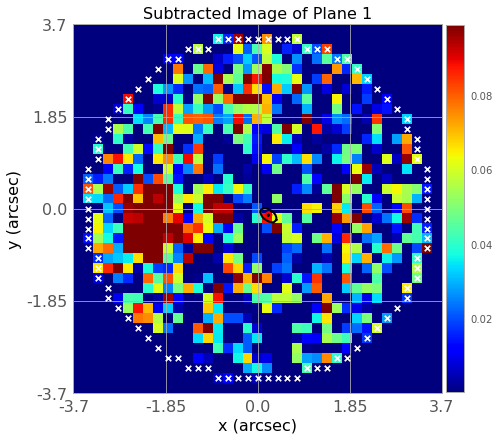 Subtracted Image of Plane 1
3.7
1.85
0.0
-1.85
-3.7
y (arcsec)
-3.7 -1.85 0.0 1.85 3.7
x (arcsec)
0.08
0.06
0.04
0.02